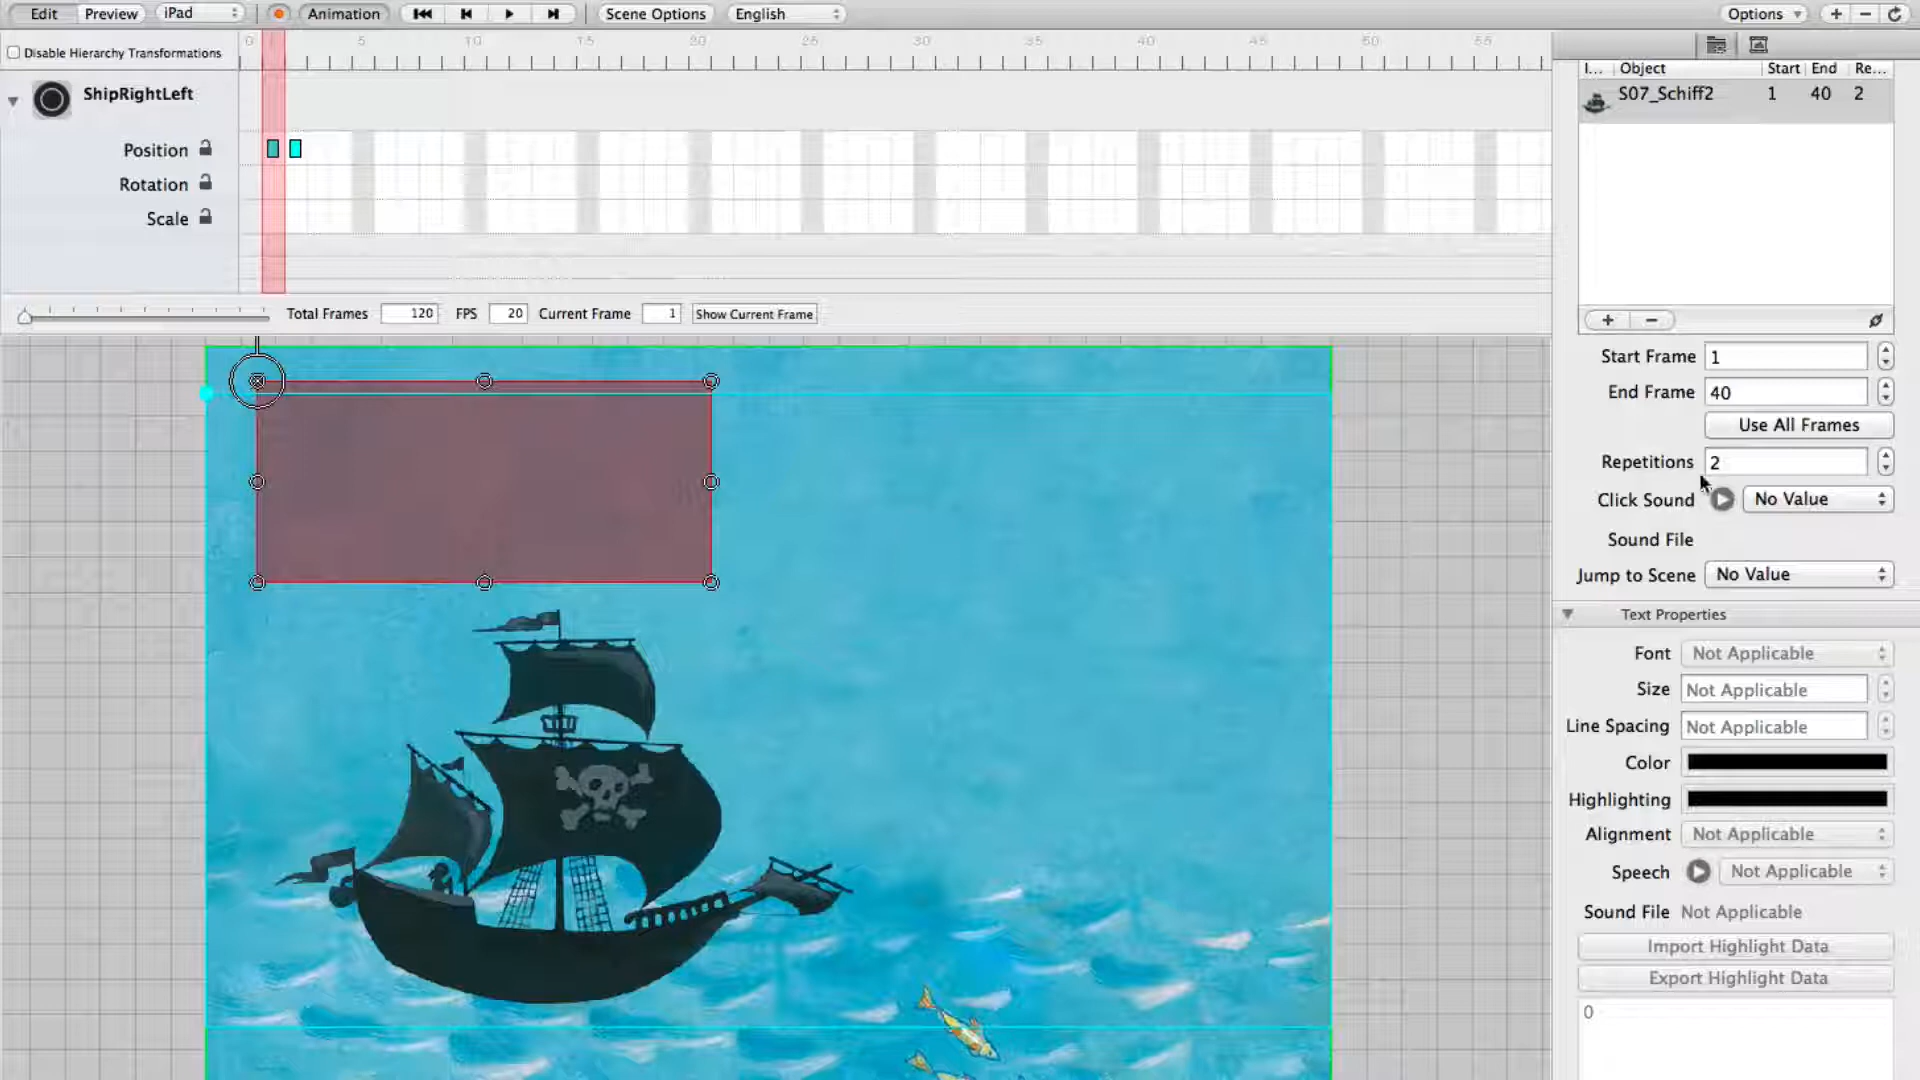 Edit Preview iPad Animation Scene Options English Options
Disable Hierarchy Transformations
0 5 10 15 20 25 30 35 40 45 50 55
ShipRightLeft
Position
Rotation
Scale
Total Frames 120 FPS 20 Current Frame 1 Show Current Frame
I... Object Start End Re...
S07_Schiff2 1 40 2
+ −
Start Frame 1
End Frame 40
Use All Frames
Repetitions 2
Click Sound No Value
Sound File
Jump to Scene No Value
Text Properties
Font Not Applicable
Size Not Applicable
Line Spacing Not Applicable
Color
Highlighting
Alignment Not Applicable
Speech Not Applicable
Sound File Not Applicable
Import Highlight Data
Export Highlight Data
0